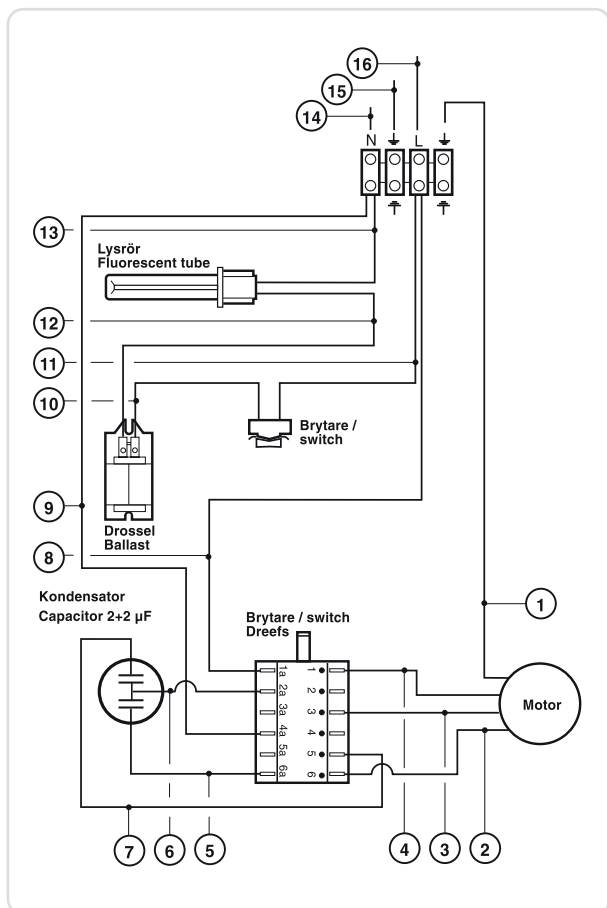 16
15
14
N
L
13
Lysrör
Fluorescent tube
12
11
10
Brytare /
switch
9
Drossel
Ballast
8
Kondensator
Capacitor 2+2 µF
Brytare / switch
Dreefs
1
1a
1
2a
2
3a
3
4a
4
5a
5
6a
6
Motor
7
6
5
4
3
2